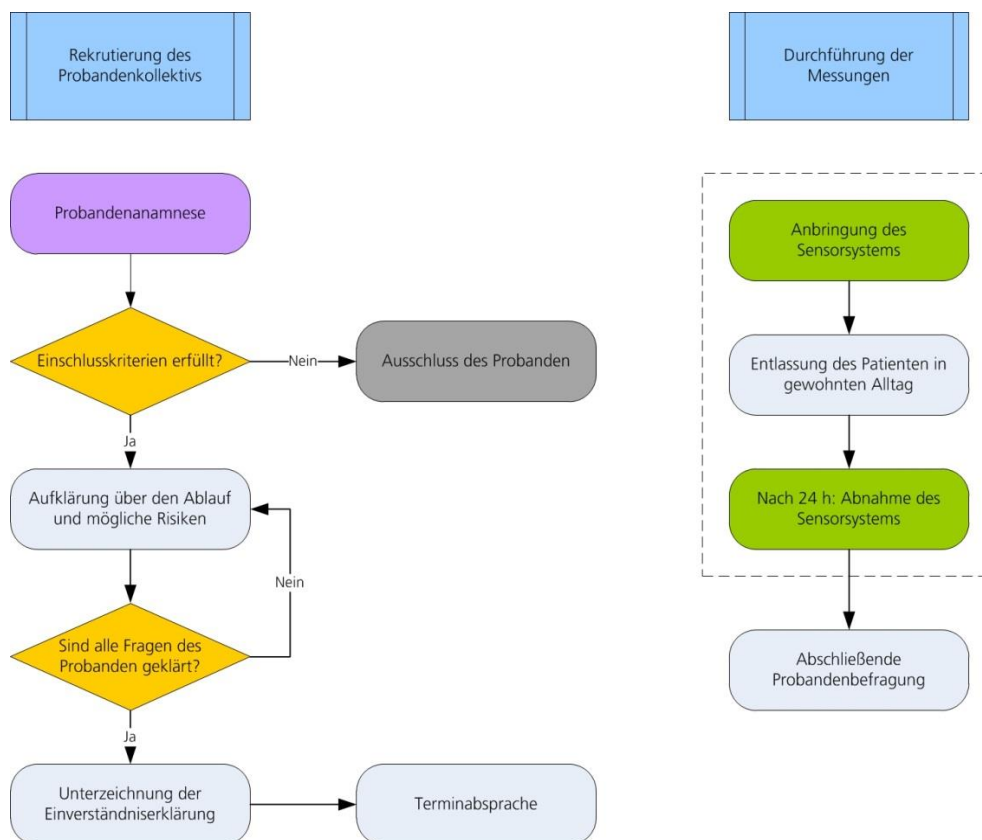 Rekrutierung des
Probandenkollektivs
Probandenanamnese
Einschlusskriterien erfüllt?
Nein
Ausschluss des Probanden
Ja
Aufklärung über den Ablauf
und mögliche Risiken
Nein
Sind alle Fragen des
Probanden geklärt?
Ja
Unterzeichnung der
Einverständniserklärung
Terminabsprache
Durchführung der
Messungen
Anbringung des
Sensorsystems
Entlassung des Patienten in
gewohnten Alltag
Nach 24 h: Abnahme des
Sensorsystems
Abschließende
Probandenbefragung